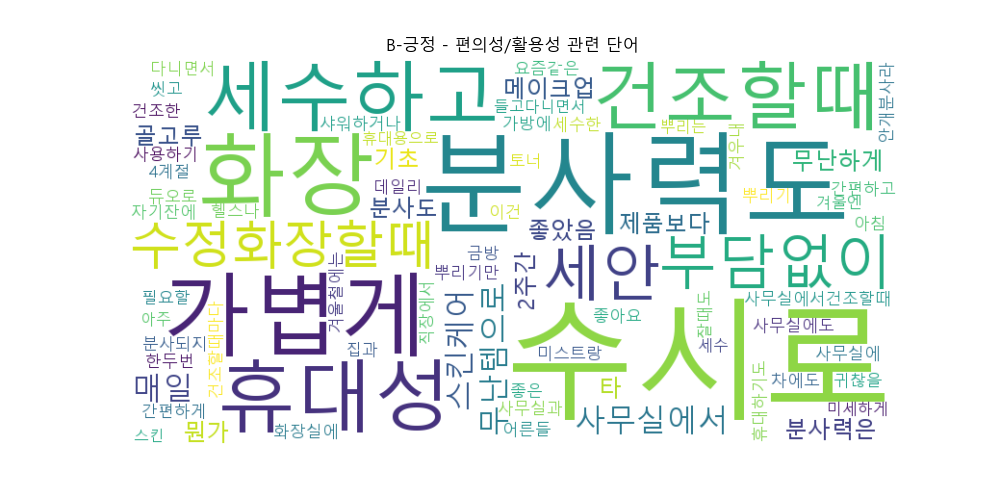 B-긍정 - 편의성/활용성 관련 단어
다니면서
세수하고
요즘같은
건조할때
씻고
메이크업
안개분사라
건조한
들고다니면서
골고루
샤워하거나
가방에
세수한
뿌리는
겨우내
화장
휴대용으로
분사력도
사용하기
기초
토너
무난하게
4계절
데일리
뿌리기
간편하고
듀오로
분사도
겨울엔
자기잔에
헬스나
이건
제품보다
아침
수정화장할때
좋았음
세안
부담없이
금방
뿌리기만
2주간
겨울철에는
가볍게
필요할
스킨케어
무난템으로
직장에서
사무실에서건조할때
잘때도
수시로
아주
건조할때마다
좋아요
사무실에도
분사되지
집과
미스트랑
세수
사무실에
한두번
휴대성
매일
좋은
타
차에도
귀찮을
휴대하기도
간편하게
사무실과
사무실에서
미세하게
스킨
뭔가
화장실에
어른들
분사력은